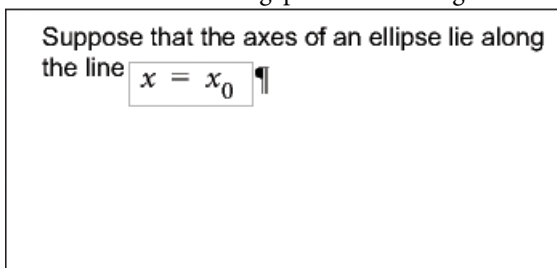 Suppose that the axes of an ellipse lie along
the line x = x₀ ¶